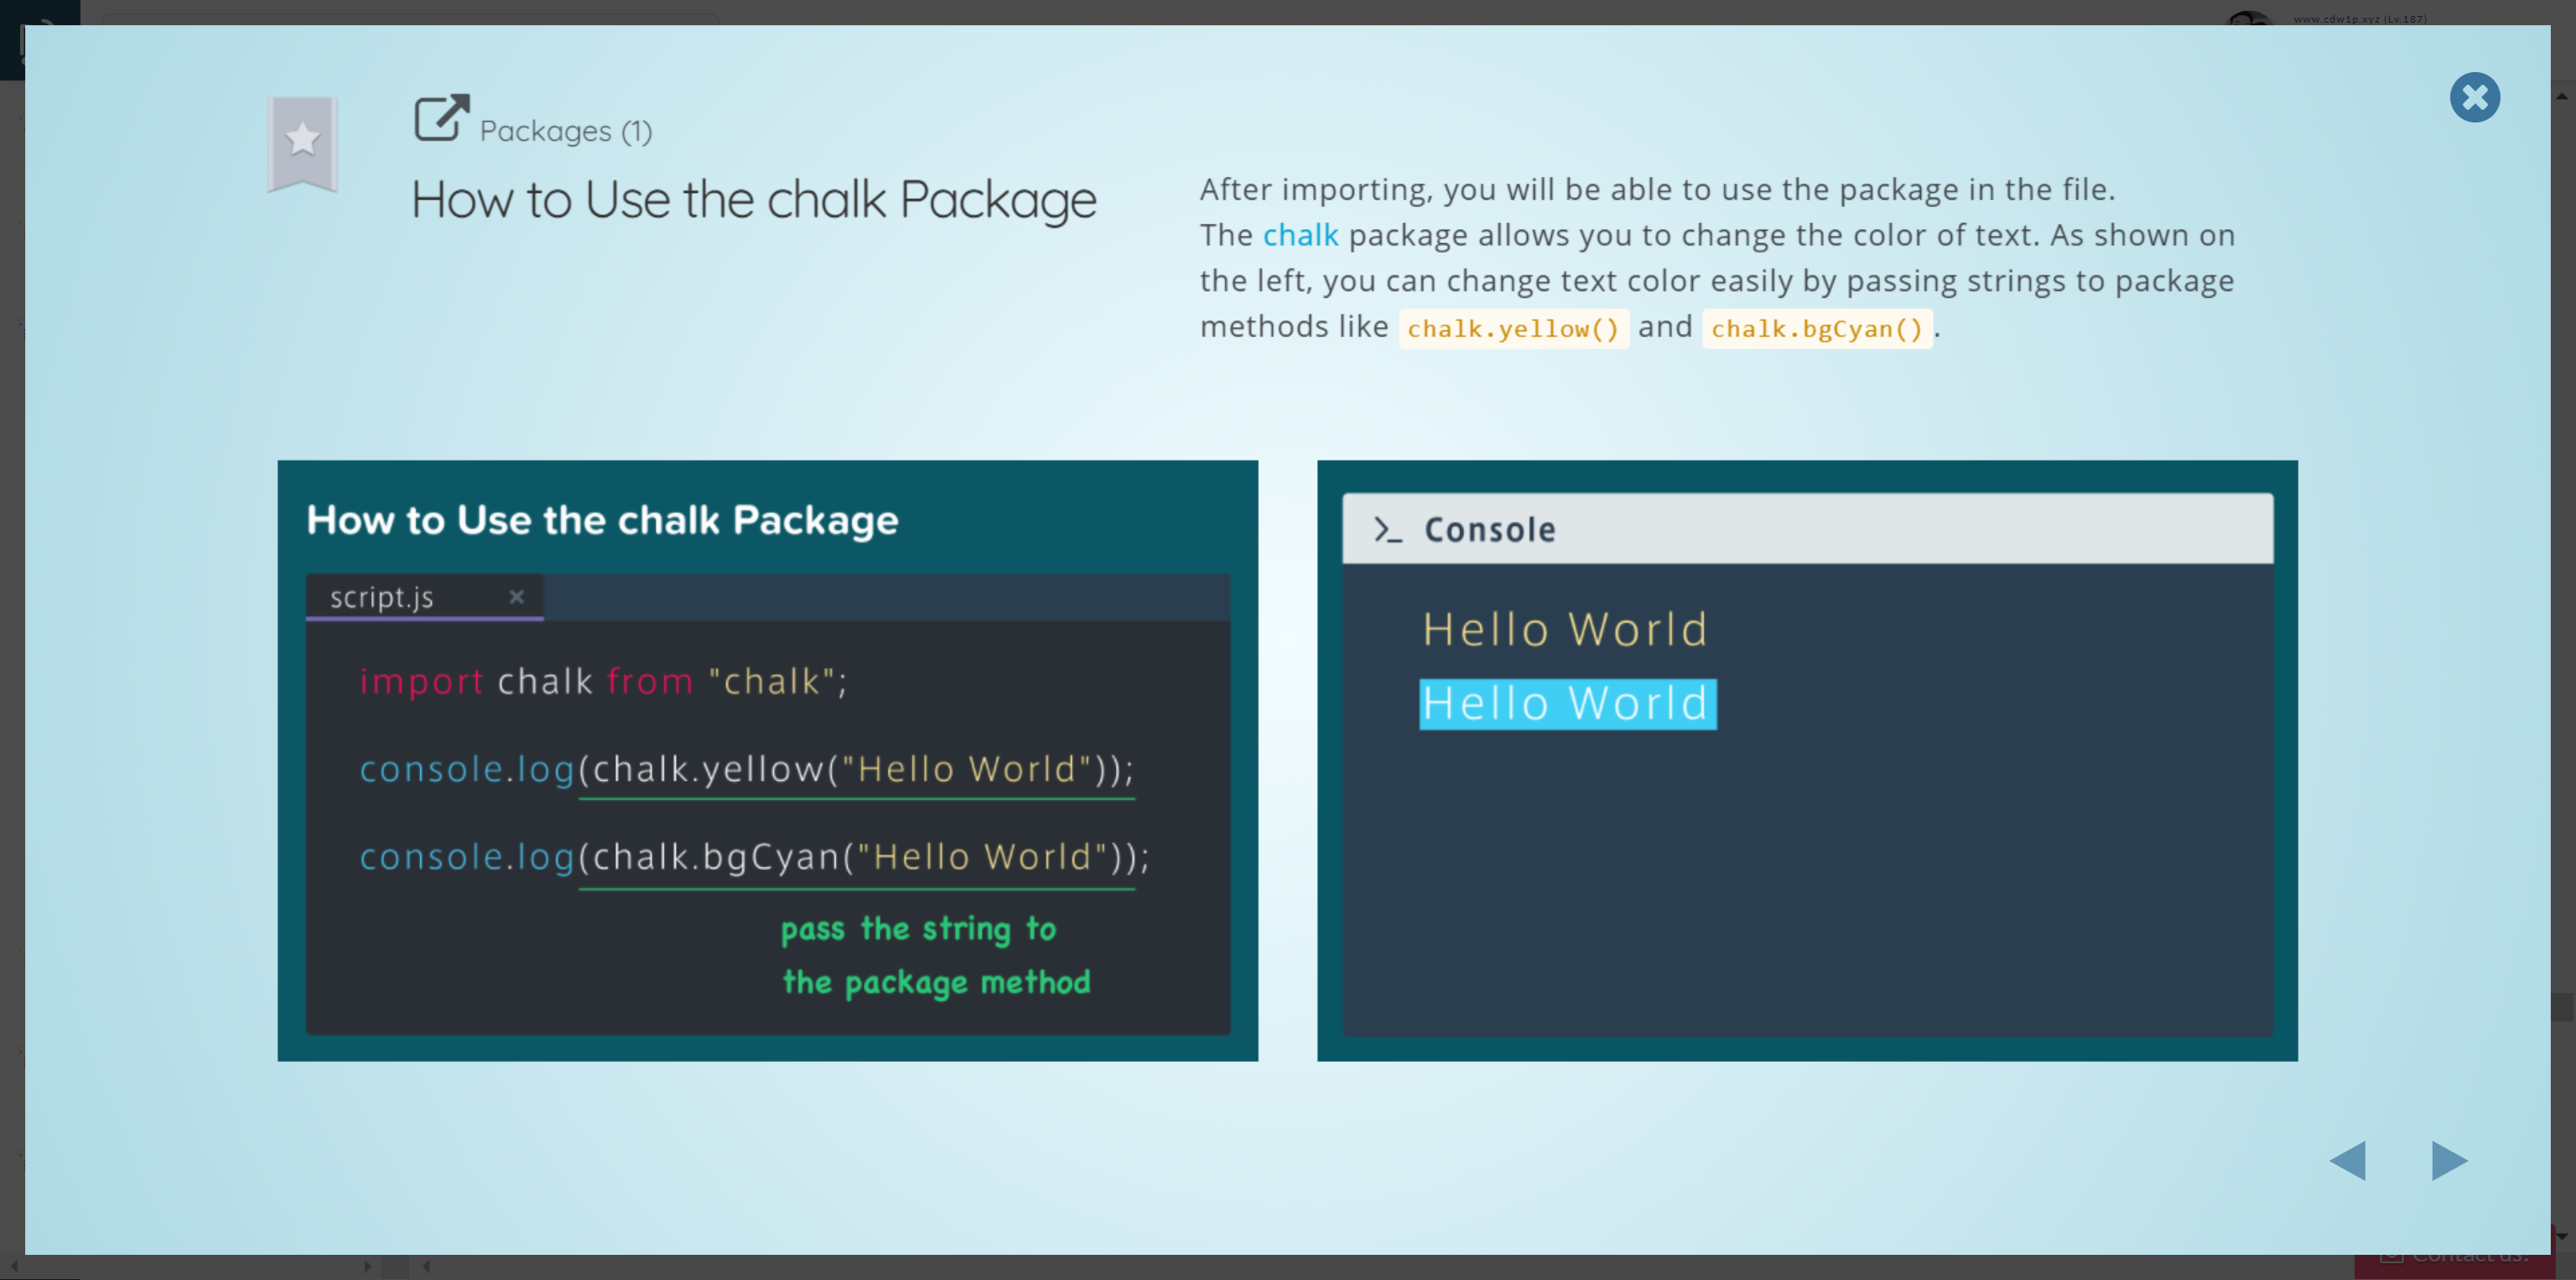 www.cdw1p.xyz (Lv.187)
Packages (1)
How to Use the chalk Package
After importing, you will be able to use the package in the file.
The chalk package allows you to change the color of text. As shown on
the left, you can change text color easily by passing strings to package
methods like chalk.yellow() and chalk.bgCyan().
How to Use the chalk Package
script.js ×
import chalk from "chalk";
console.log(chalk.yellow("Hello World"));
console.log(chalk.bgCyan("Hello World"));
pass the string to
the package method
>_ Console
Hello World
Hello World
Contact us!